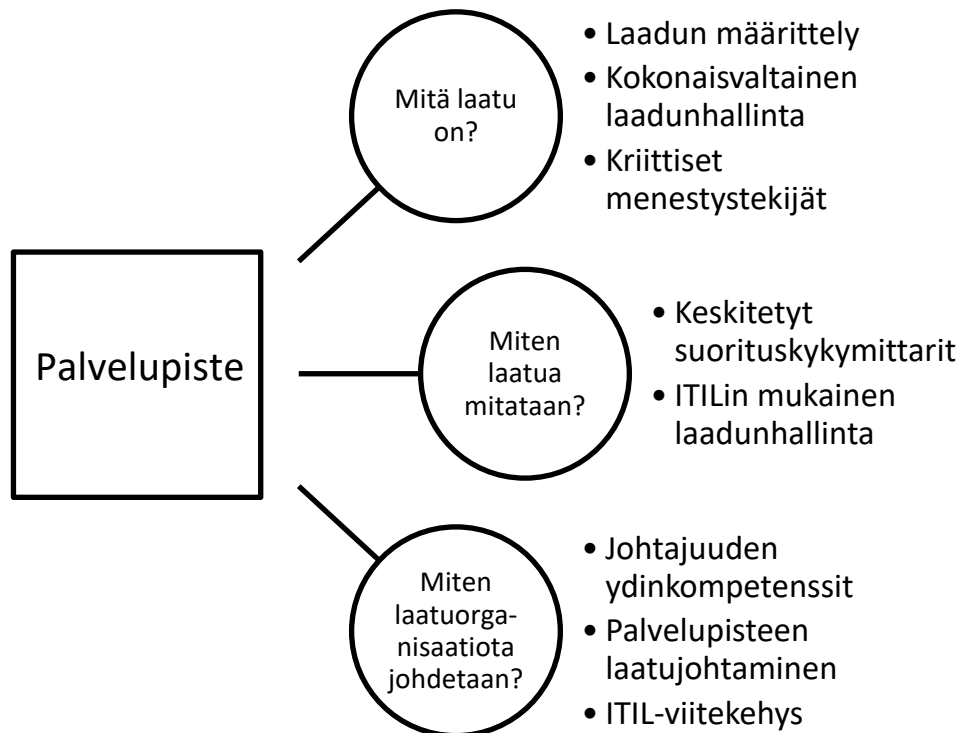 Palvelupiste
Mitä laatu
on?
• Laadun määrittely
• Kokonaisvaltainen
laadunhallinta
• Kriittiset
menestystekijät
Miten
laatua
mitataan?
• Keskitetyt
suorituskykymittarit
• ITILin mukainen
laadunhallinta
Miten
laatuorga-
nisaatiota
johdetaan?
• Johtajuuden
ydinkompetenssit
• Palvelupisteen
laatujohtaminen
• ITIL-viitekehys